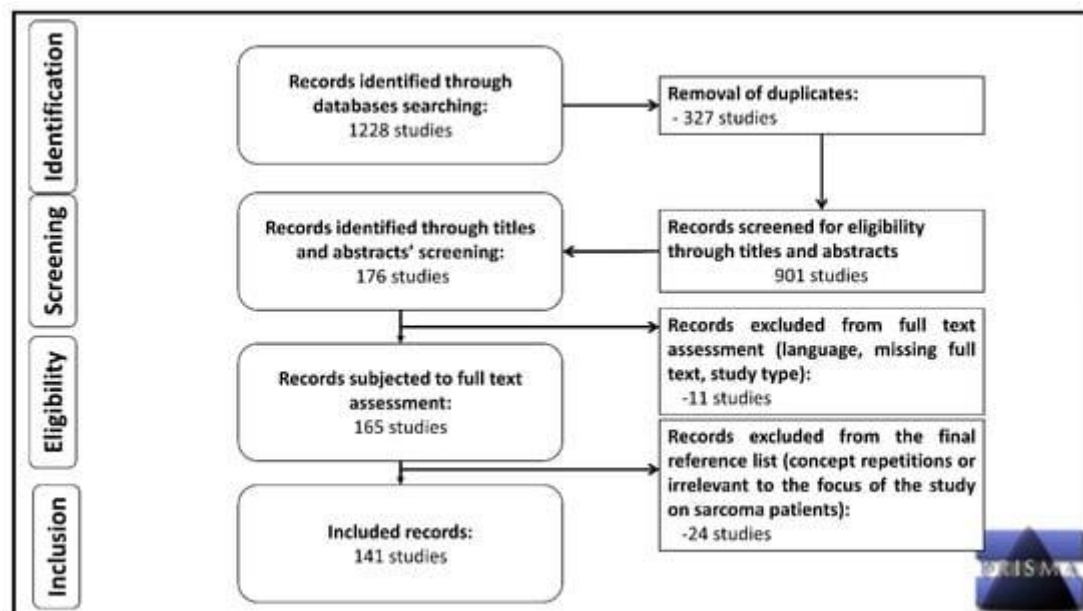 Identification
Records identified through
databases searching:
1228 studies
Removal of duplicates:
- 327 studies
Screening
Records identified through titles
and abstracts' screening:
176 studies
Records screened for eligibility
through titles and abstracts
901 studies
Eligibility
Records subjected to full text
assessment:
165 studies
Records excluded from full text
assessment (language, missing full
text, study type):
-11 studies
Records excluded from the final
reference list (concept repetitions or
irrelevant to the focus of the study
on sarcoma patients):
-24 studies
Inclusion
Included records:
141 studies
PRISMA